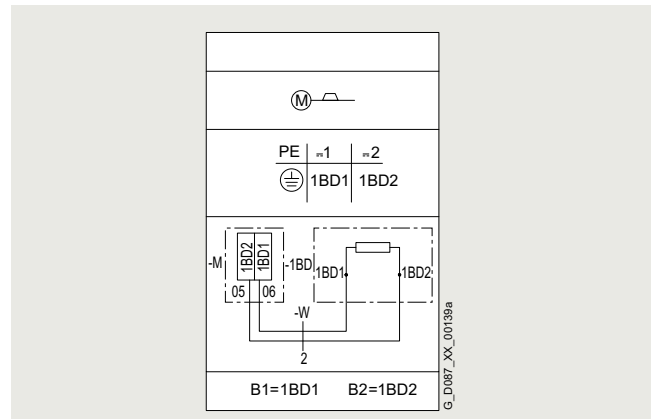 M
PE ⎓1 ⎓2
1BD1 1BD2
-M 1BD2 1BD1 -1BD 1BD1 1BD2
05 06
-W
2
B1=1BD1 B2=1BD2
G_D087_XX_00139a